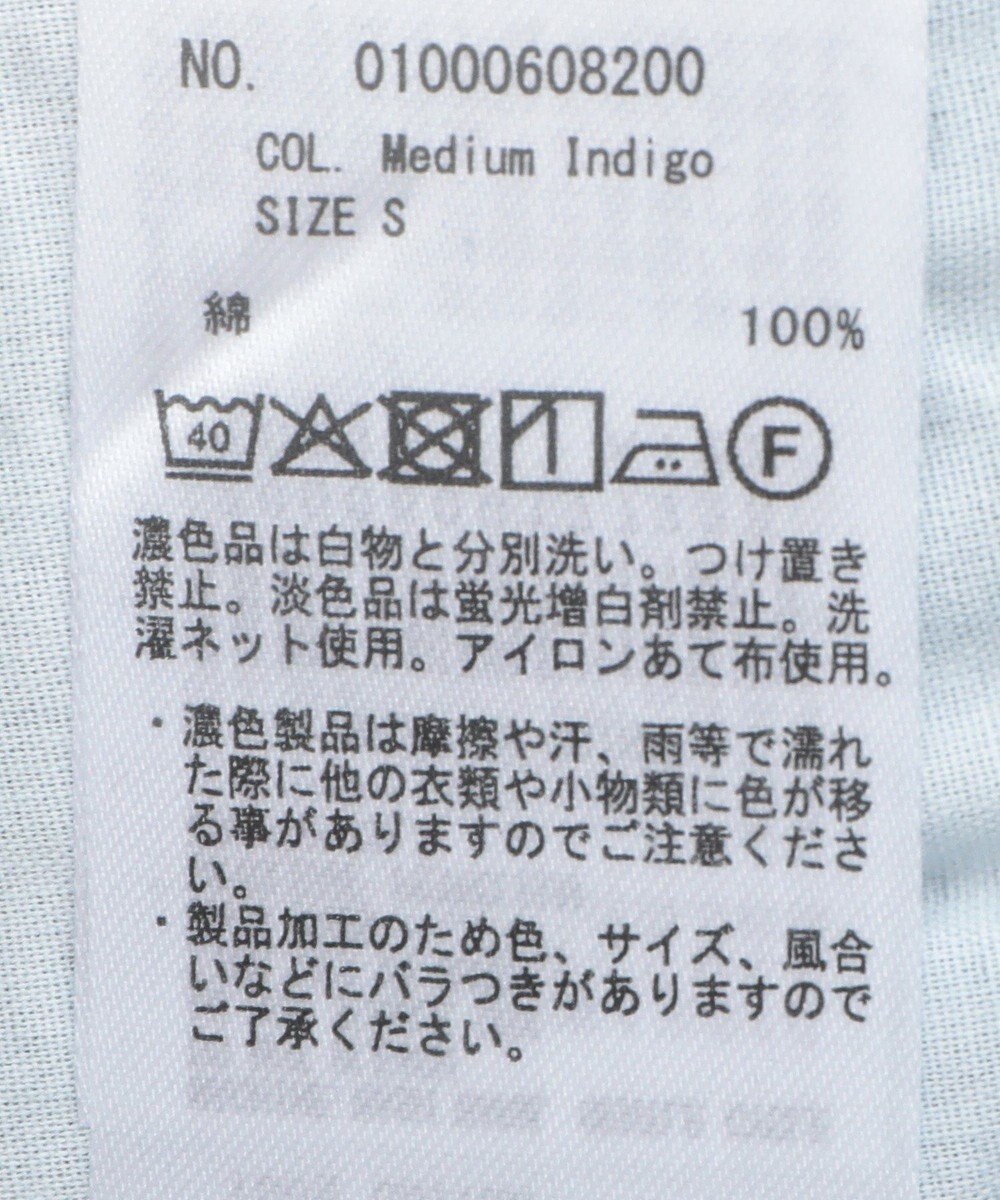 NO. 01000608200
COL. Medium Indigo
SIZE S
綿 100%
40
F
濃色品は白物と分別洗い。つけ置き
禁止。淡色品は蛍光増白剤禁止。洗
濯ネット使用。アイロンあて布使用。
・濃色製品は摩擦や汗、雨等で濡れ
た際に他の衣類や小物類に色が移
る事がありますのでご注意くださ
い。
・製品加工のため色、サイズ、風合
いなどにバラつきがありますので
ご了承ください。